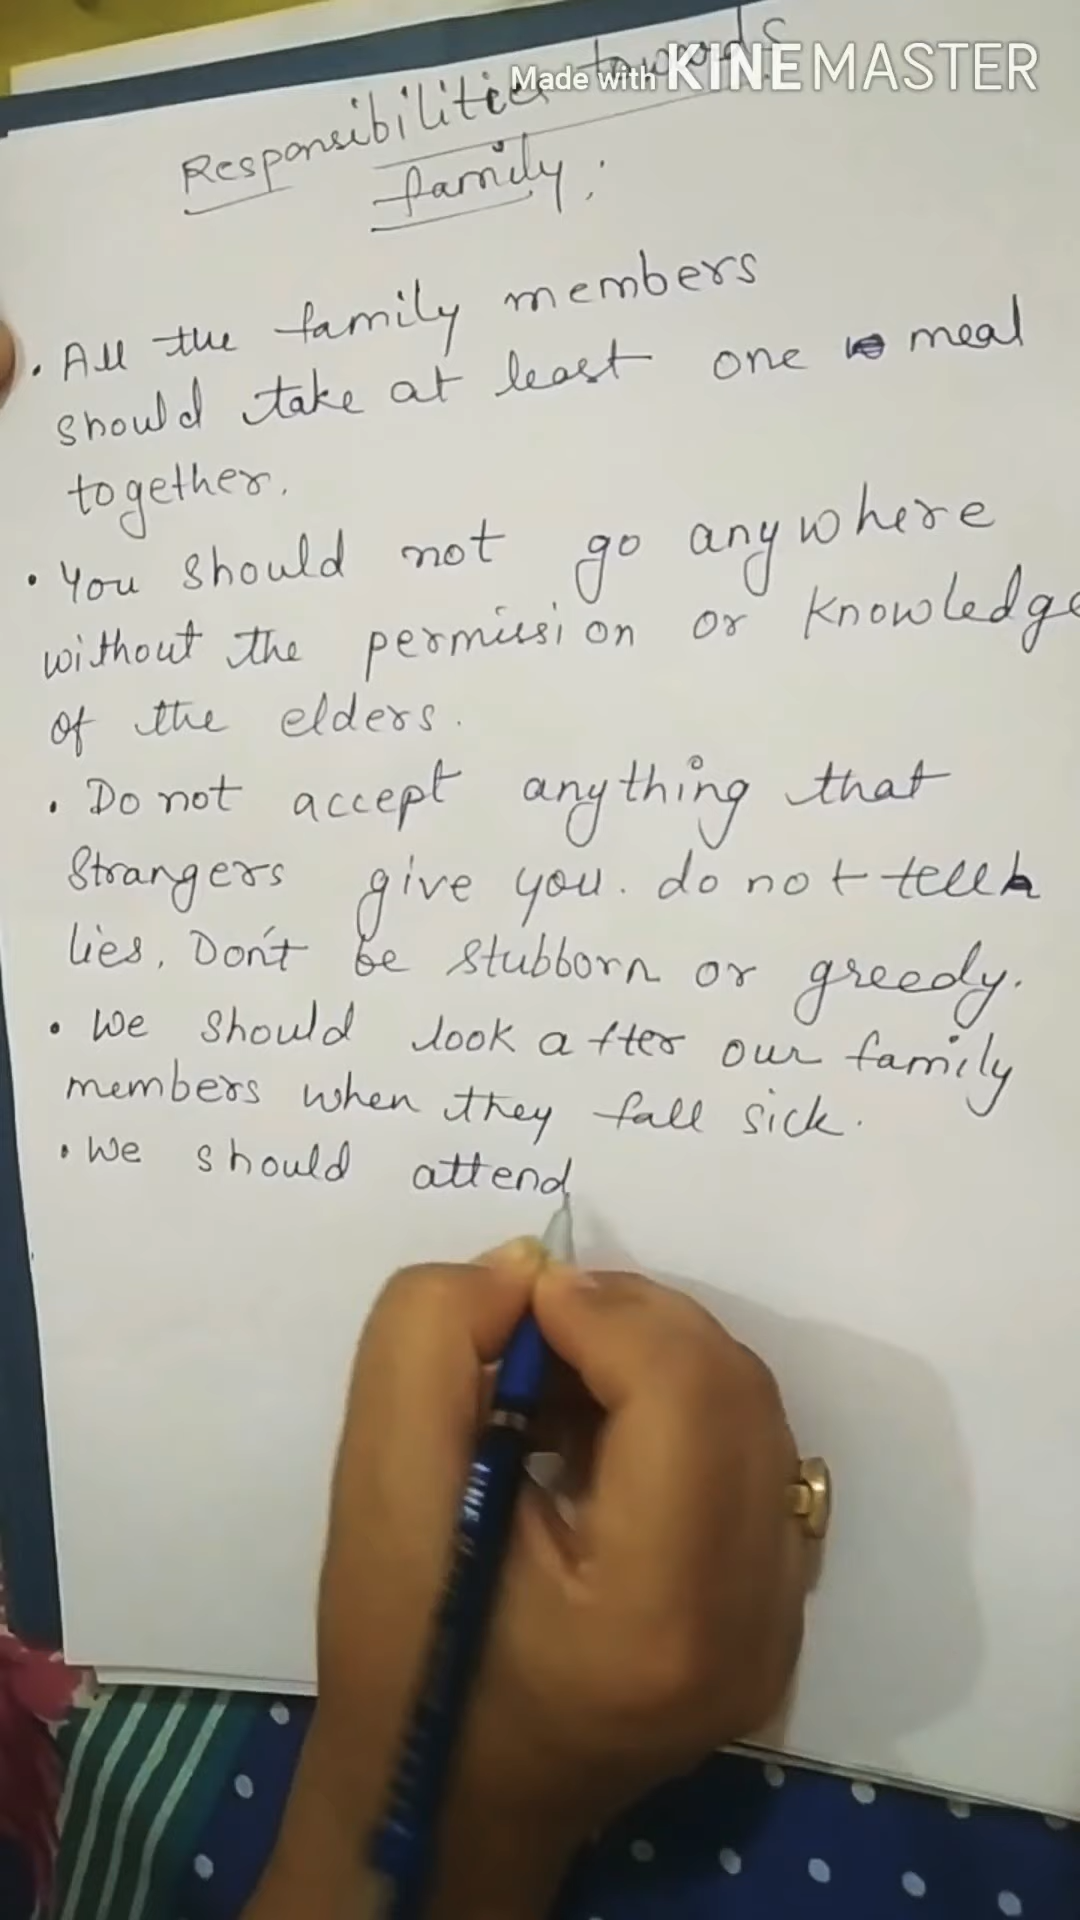 Made with KINEMASTER
Responsibilities towards
family:
• All the family members
should take at least one meal
together.
• You should not go anywhere
without the permission or knowledge
of the elders.
• Do not accept anything that
strangers give you. do not tell
lies. Don't be stubborn or greedy.
• We should look after our family
members when they fall sick.
• We should attend